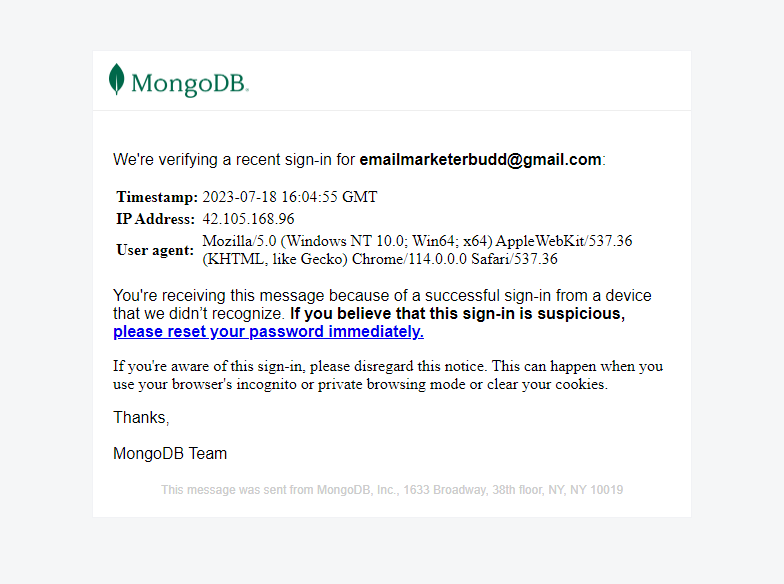 MongoDB.
We're verifying a recent sign-in for emailmarketerbudd@gmail.com:
Timestamp: 2023-07-18 16:04:55 GMT
IP Address: 42.105.168.96
User agent: Mozilla/5.0 (Windows NT 10.0; Win64; x64) AppleWebKit/537.36
(KHTML, like Gecko) Chrome/114.0.0.0 Safari/537.36
You're receiving this message because of a successful sign-in from a device
that we didn’t recognize. If you believe that this sign-in is suspicious,
please reset your password immediately.
If you're aware of this sign-in, please disregard this notice. This can happen when you
use your browser's incognito or private browsing mode or clear your cookies.
Thanks,
MongoDB Team
This message was sent from MongoDB, Inc., 1633 Broadway, 38th floor, NY, NY 10019